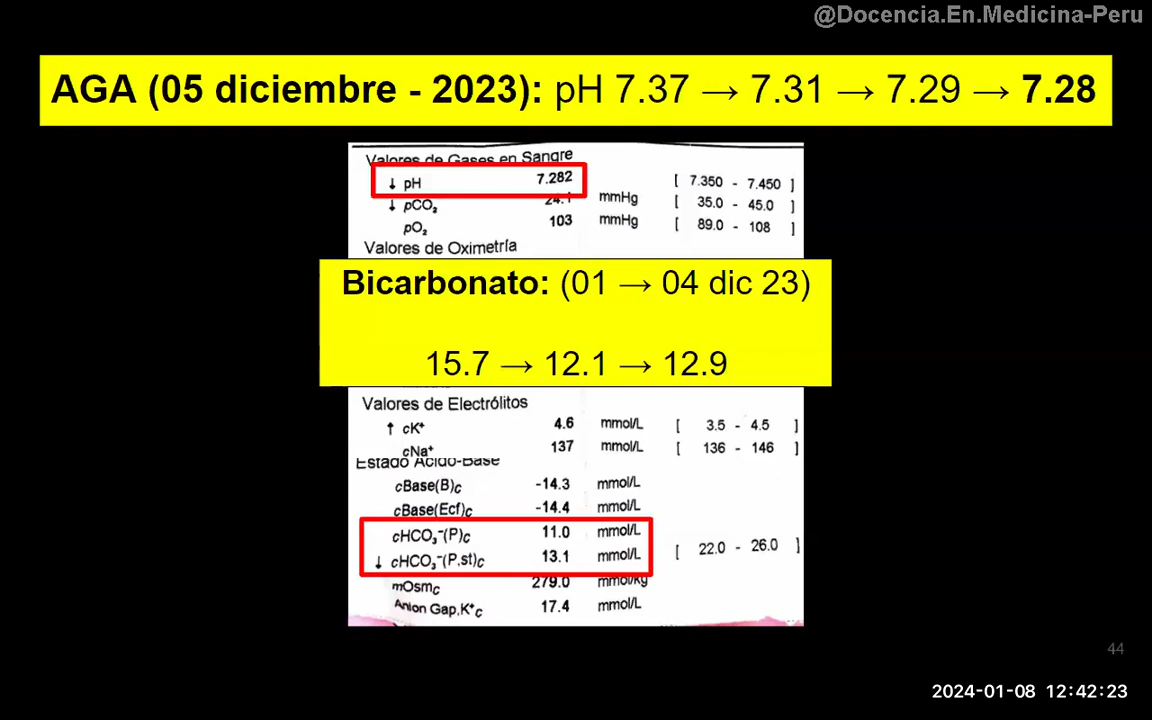 @Docencia.En.Medicina-Peru
AGA (05 diciembre - 2023): pH 7.37 → 7.31 → 7.29 → 7.28
Valores de Gases en Sangre
↓ pH 7.282 [ 7.350 - 7.450 ]
↓ pCO₂ 24.1 mmHg [ 35.0 - 45.0 ]
pO₂ 103 mmHg [ 89.0 - 108 ]
Valores de Oximetría
Bicarbonato: (01 → 04 dic 23)
15.7 → 12.1 → 12.9
Valores de Electrólitos
↑ cK⁺ 4.6 mmol/L [ 3.5 - 4.5 ]
cNa⁺ 137 mmol/L [ 136 - 146 ]
Estado Ácido-Base
cBase(B)c -14.3 mmol/L
cBase(Ecf)c -14.4 mmol/L
cHCO₃⁻(P)c 11.0 mmol/L
↓ cHCO₃⁻(P.st)c 13.1 mmol/L [ 22.0 - 26.0 ]
mOsmc 279.0 mmol/kg
Anion Gap,K⁺c 17.4 mmol/L
44
2024-01-08 12:42:23